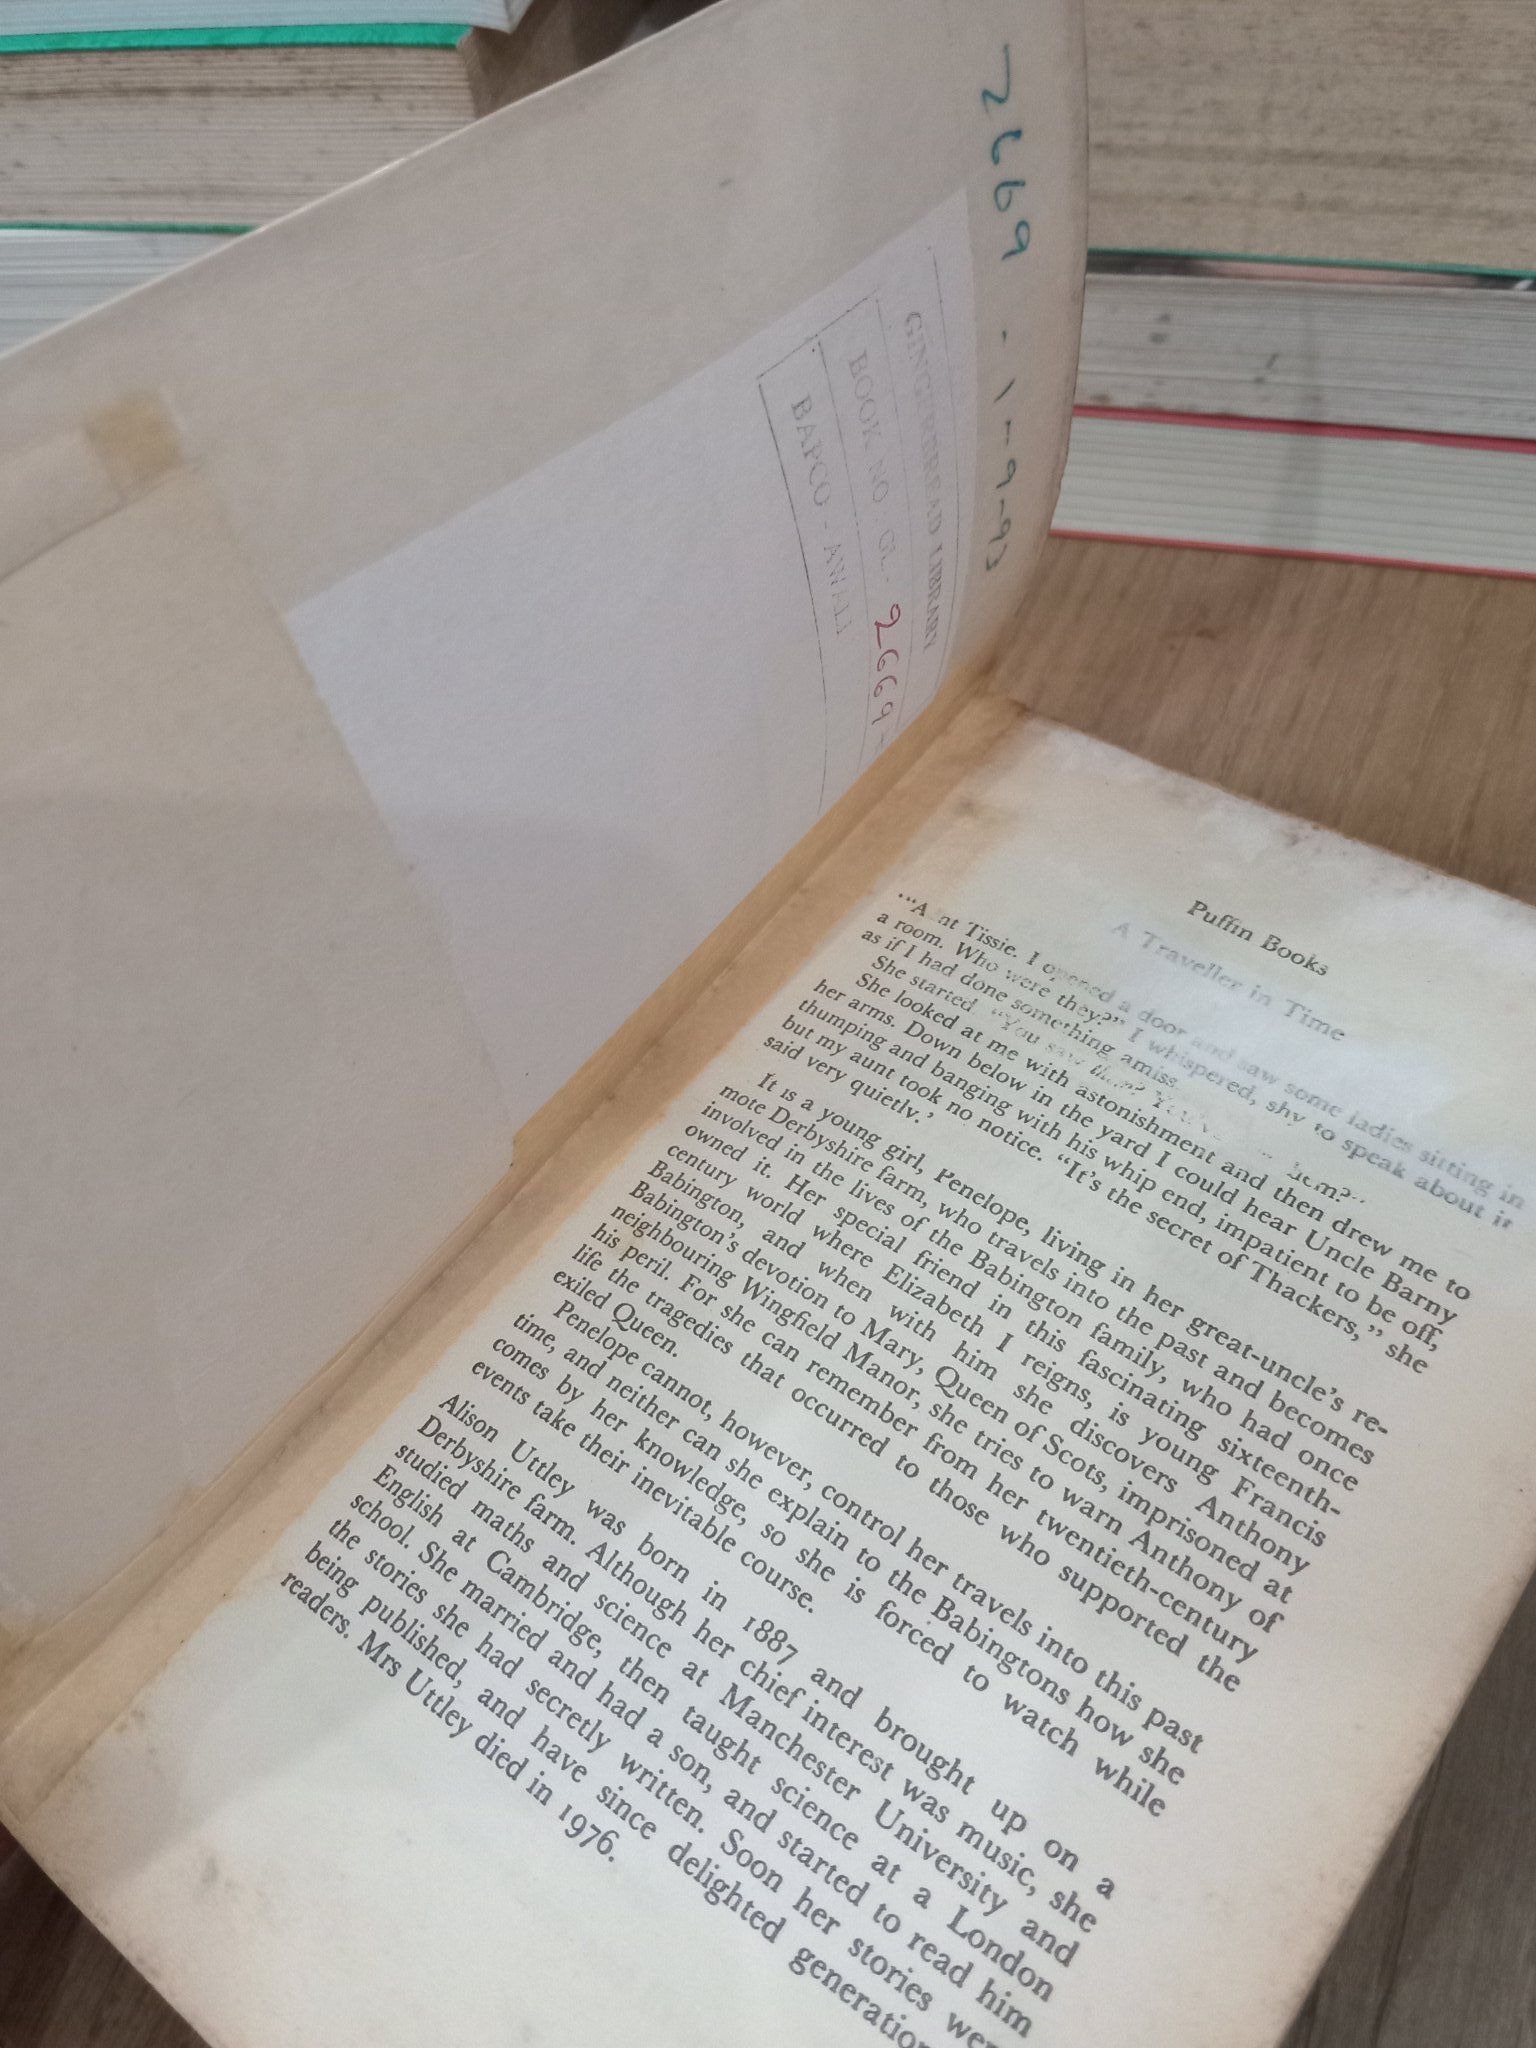 2669 - 1-9-93
GINGERBREAD LIBRARY
BOOK NO. GL- 2669 -
BAPCO - AWALI
Puffin Books
A Traveller in Time
'"A nt Tissie. I opened a door and saw some ladies sitting in
a room. Who were they?" I whispered, shy to speak about it
as if I had done something amiss.
She started. "You saw them?
She looked at me with astonishment and then drew me to
her arms. Down below in the yard I could hear Uncle Barny
thumping and banging with his whip end, impatient to be off,
but my aunt took no notice. "It's the secret of Thackers," she
said very quietly.'
It is a young girl, Penelope, living in her great-uncle's re-
mote Derbyshire farm, who travels into the past and becomes
involved in the lives of the Babington family, who had once
owned it. Her special friend in this fascinating sixteenth-
century world where Elizabeth I reigns, is young Francis
Babington, and when with him she discovers Anthony
Babington's devotion to Mary, Queen of Scots, imprisoned at
neighbouring Wingfield Manor, she tries to warn Anthony of
his peril. For she can remember from her twentieth-century
life the tragedies that occurred to those who supported the
exiled Queen.
Penelope cannot, however, control her travels into this past
time, and neither can she explain to the Babingtons how she
comes by her knowledge, so she is forced to watch while
events take their inevitable course.
Alison Uttley was born in 1887 and brought up on a
Derbyshire farm. Although her chief interest was music, she
studied maths and science at Manchester University and
English at Cambridge, then taught science at a London
school. She married and had a son, and started to read him
the stories she had secretly written. Soon her stories wer
being published, and have since delighted generation
readers. Mrs Uttley died in 1976.